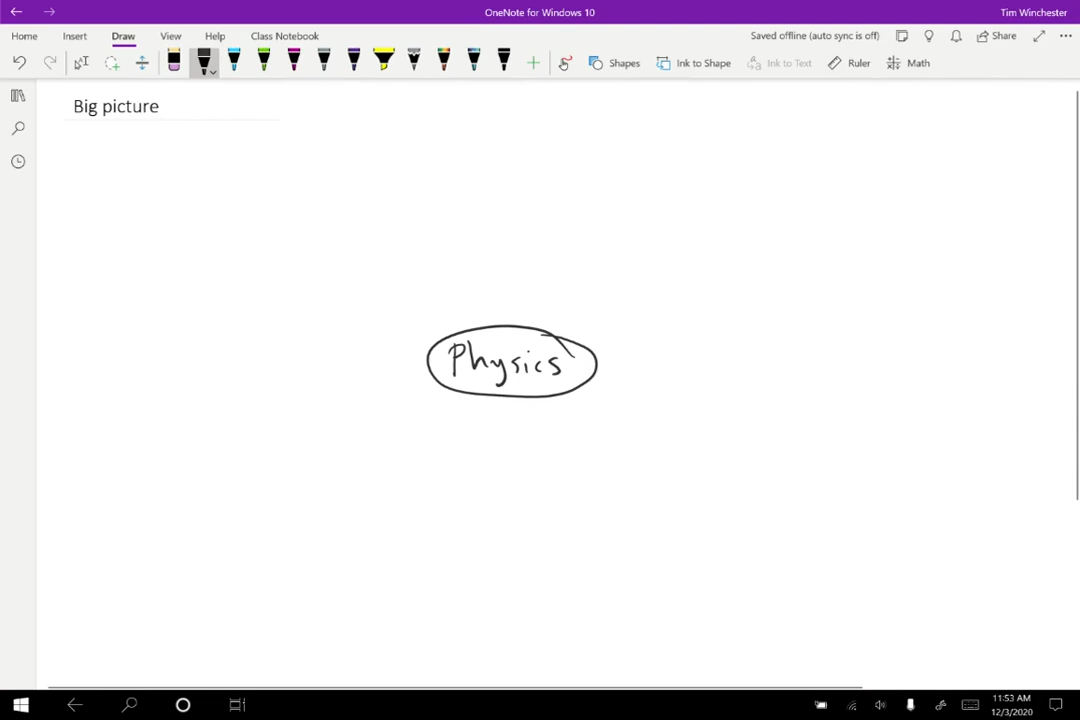 OneNote for Windows 10
Tim Winchester
Home Insert Draw View Help Class Notebook
Saved offline (auto sync is off) Share
Shapes Ink to Shape Ink to Text Ruler Math
Big picture
Physics
11:53 AM
12/3/2020